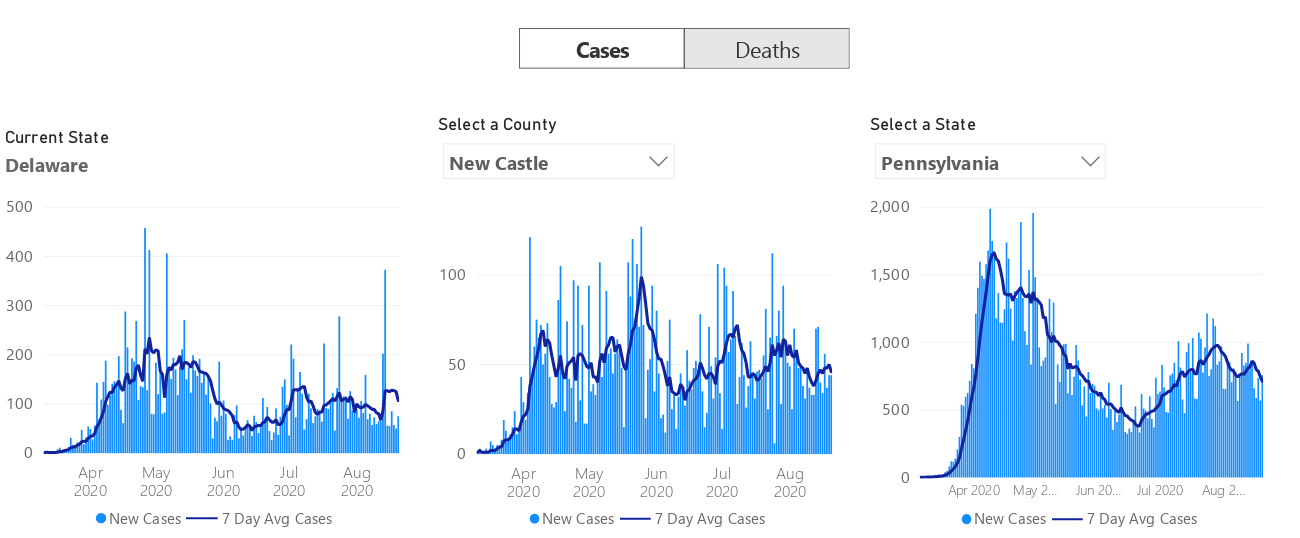 Cases
Deaths
Current State
Delaware
500
400
300
200
100
0
Apr
2020
May
2020
Jun
2020
Jul
2020
Aug
2020
New Cases
7 Day Avg Cases
Select a County
New Castle
100
50
0
Apr
2020
May
2020
Jun
2020
Jul
2020
Aug
2020
New Cases
7 Day Avg Cases
Select a State
Pennsylvania
2,000
1,500
1,000
500
0
Apr 2020
May 2...
Jun 20...
Jul 2020
Aug 2...
New Cases
7 Day Avg Cases